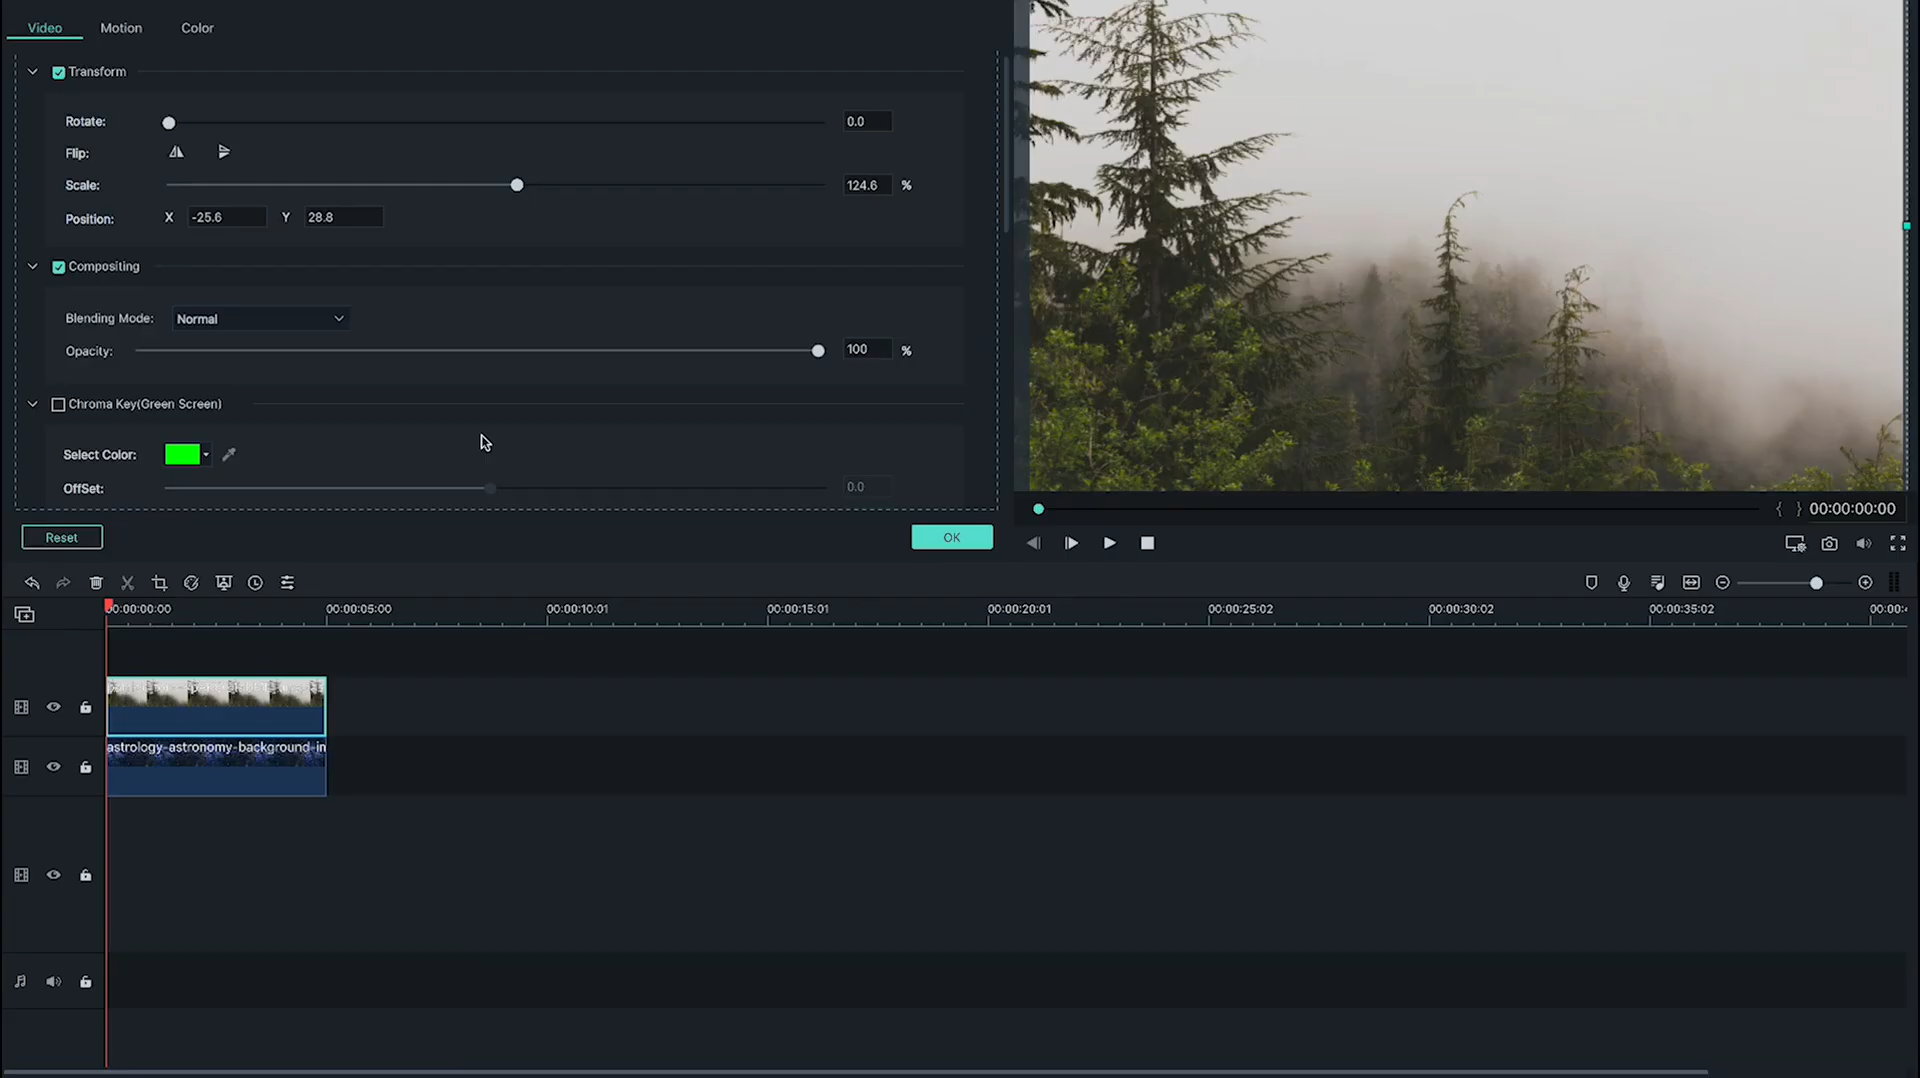 Video Motion Color
Transform
Rotate: 0.0
Flip:
Scale: 124.6 %
Position: X -25.6 Y 28.8
Compositing
Blending Mode: Normal
Opacity: 100 %
Chroma Key(Green Screen)
Select Color:
OffSet: 0.0
Reset OK
{ } 00:00:00:00
00:00:00:00 00:00:05:00 00:00:10:01 00:00:15:01 00:00:20:01 00:00:25:02 00:00:30:02 00:00:35:02 00:00:
astrology-astronomy-background-in